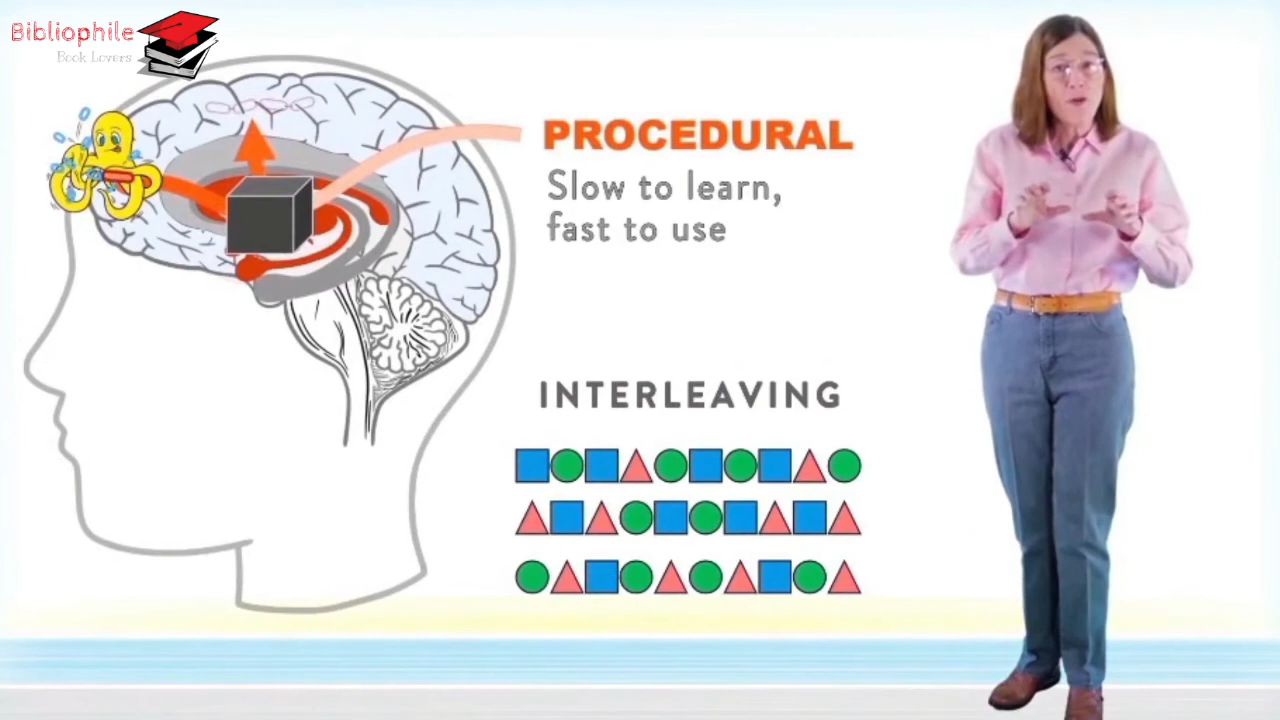 Bibliophile
Book Lovers
PROCEDURAL
Slow to learn,
fast to use
INTERLEAVING